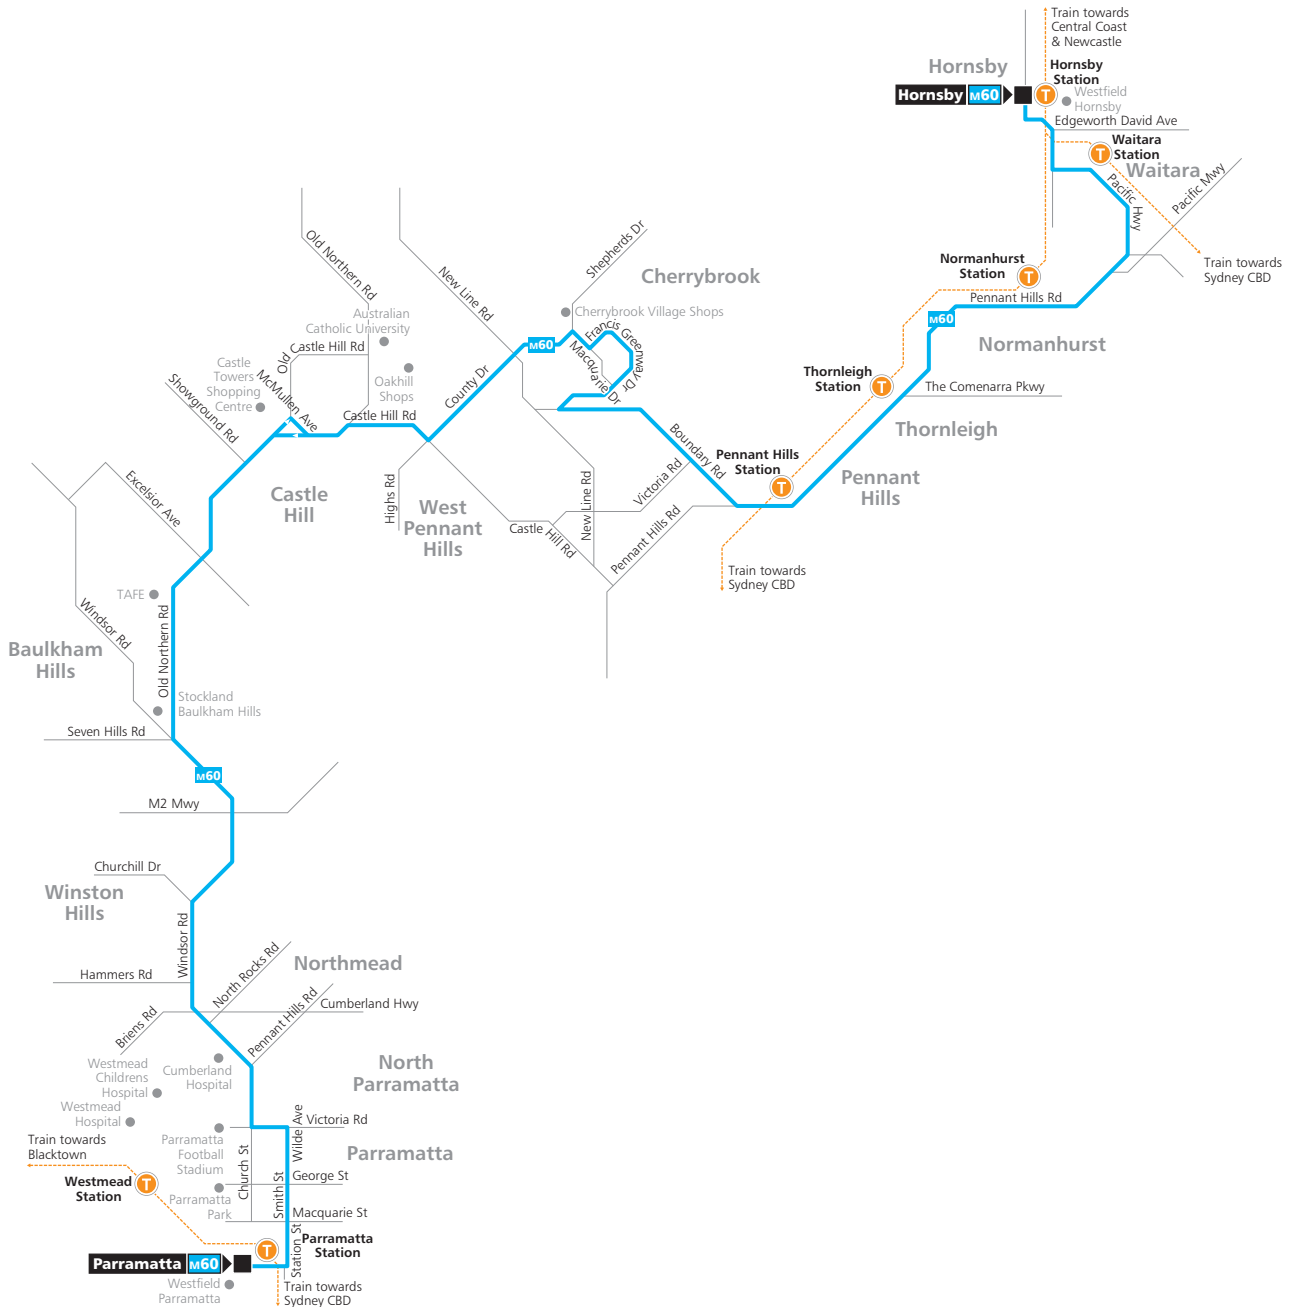 Train towards
Central Coast
& Newcastle
Hornsby
Hornsby
Station
Hornsby
M60
T
Westfield
Hornsby
Edgeworth David Ave
Waitara
Station
T
Waitara
Pacific
Hwy
Pacific Mwy
Train towards
Sydney CBD
Normanhurst
Station
T
Pennant Hills Rd
M60
Normanhurst
Old Northern Rd
New Line Rd
Shepherds Dr
Cherrybrook
Cherrybrook Village Shops
Australian
Catholic University
Old Castle Hill Rd
Francis Greenway Dr
M60
Macquarie Dr
Castle
Towers
Shopping
Centre
McMullen Ave
Oakhill
Shops
County Dr
Showground Rd
Castle Hill Rd
Thornleigh
Station
T
The Comenarra Pkwy
Thornleigh
Boundary Rd
Pennant Hills
Station
T
Pennant
Hills
Excelsior Ave
Castle
Hill
Highs Rd
West
Pennant
Hills
Victoria Rd
New Line Rd
Castle Hill Rd
Pennant Hills Rd
Train towards
Sydney CBD
TAFE
Windsor Rd
Old Northern Rd
Baulkham
Hills
Stockland
Baulkham Hills
Seven Hills Rd
M60
M2 Mwy
Churchill Dr
Winston
Hills
Windsor Rd
Hammers Rd
North Rocks Rd
Northmead
Briens Rd
Pennant Hills Rd
Cumberland Hwy
Westmead
Childrens
Hospital
Cumberland
Hospital
North
Parramatta
Westmead
Hospital
Wilde Ave
Victoria Rd
Train towards
Blacktown
Parramatta
Football
Stadium
Church St
Parramatta
Westmead
Station
T
George St
Smith St
Parramatta
Park
Macquarie St
Station St
Parramatta
Station
T
Parramatta
M60
Westfield
Parramatta
Train towards
Sydney CBD